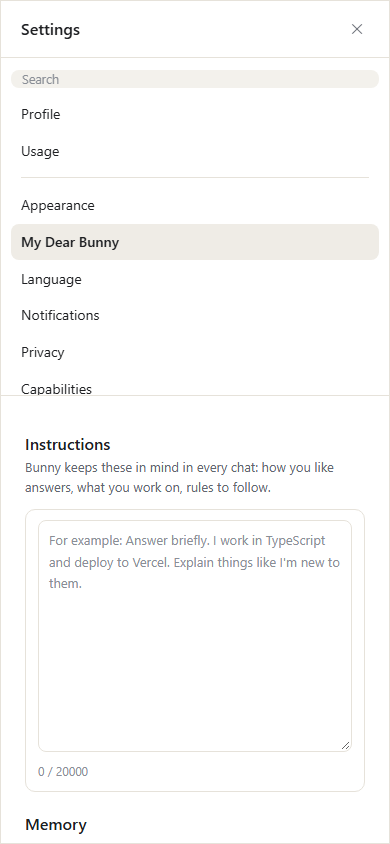 Settings
Search
Profile
Usage
Appearance
My Dear Bunny
Language
Notifications
Privacy
Capabilities
Instructions
Bunny keeps these in mind in every chat: how you like
answers, what you work on, rules to follow.
For example: Answer briefly. I work in TypeScript
and deploy to Vercel. Explain things like I'm new to
them.
0 / 20000
Memory